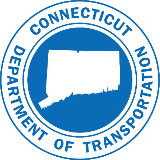 CONNECTICUT
DEPARTMENT OF TRANSPORTATION